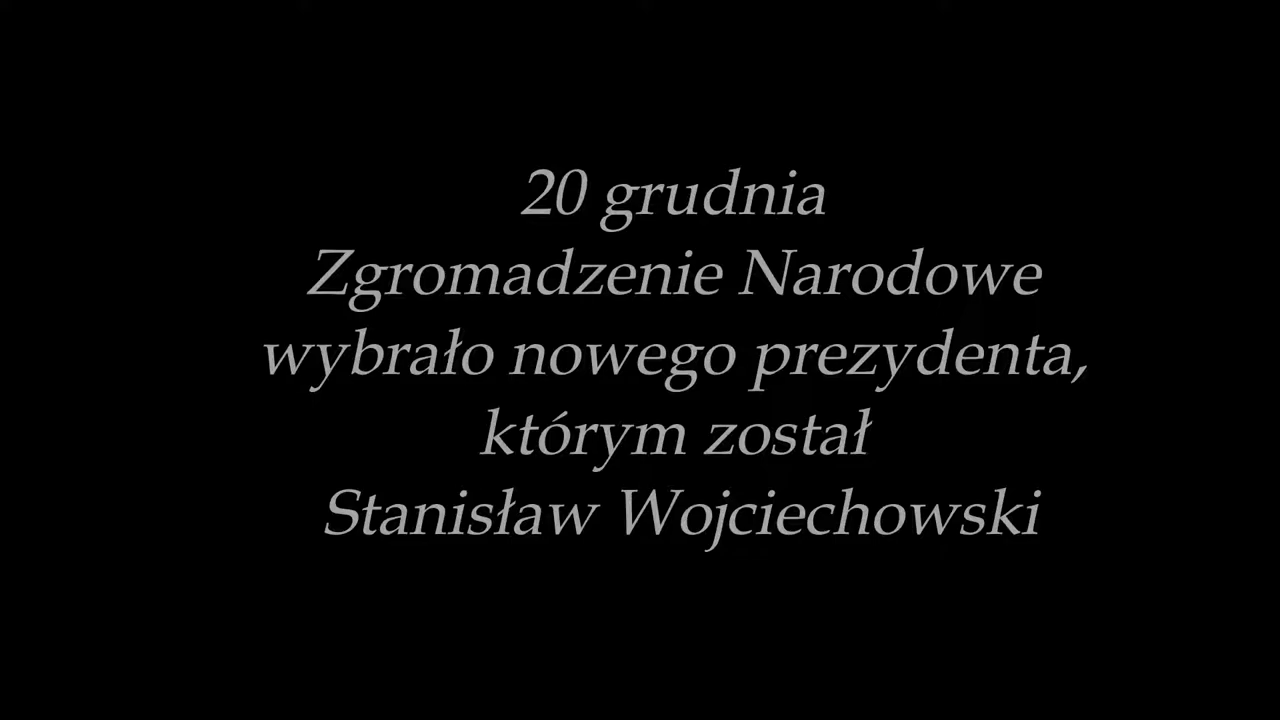 20 grudnia
Zgromadzenie Narodowe
wybrało nowego prezydenta,
którym został
Stanisław Wojciechowski